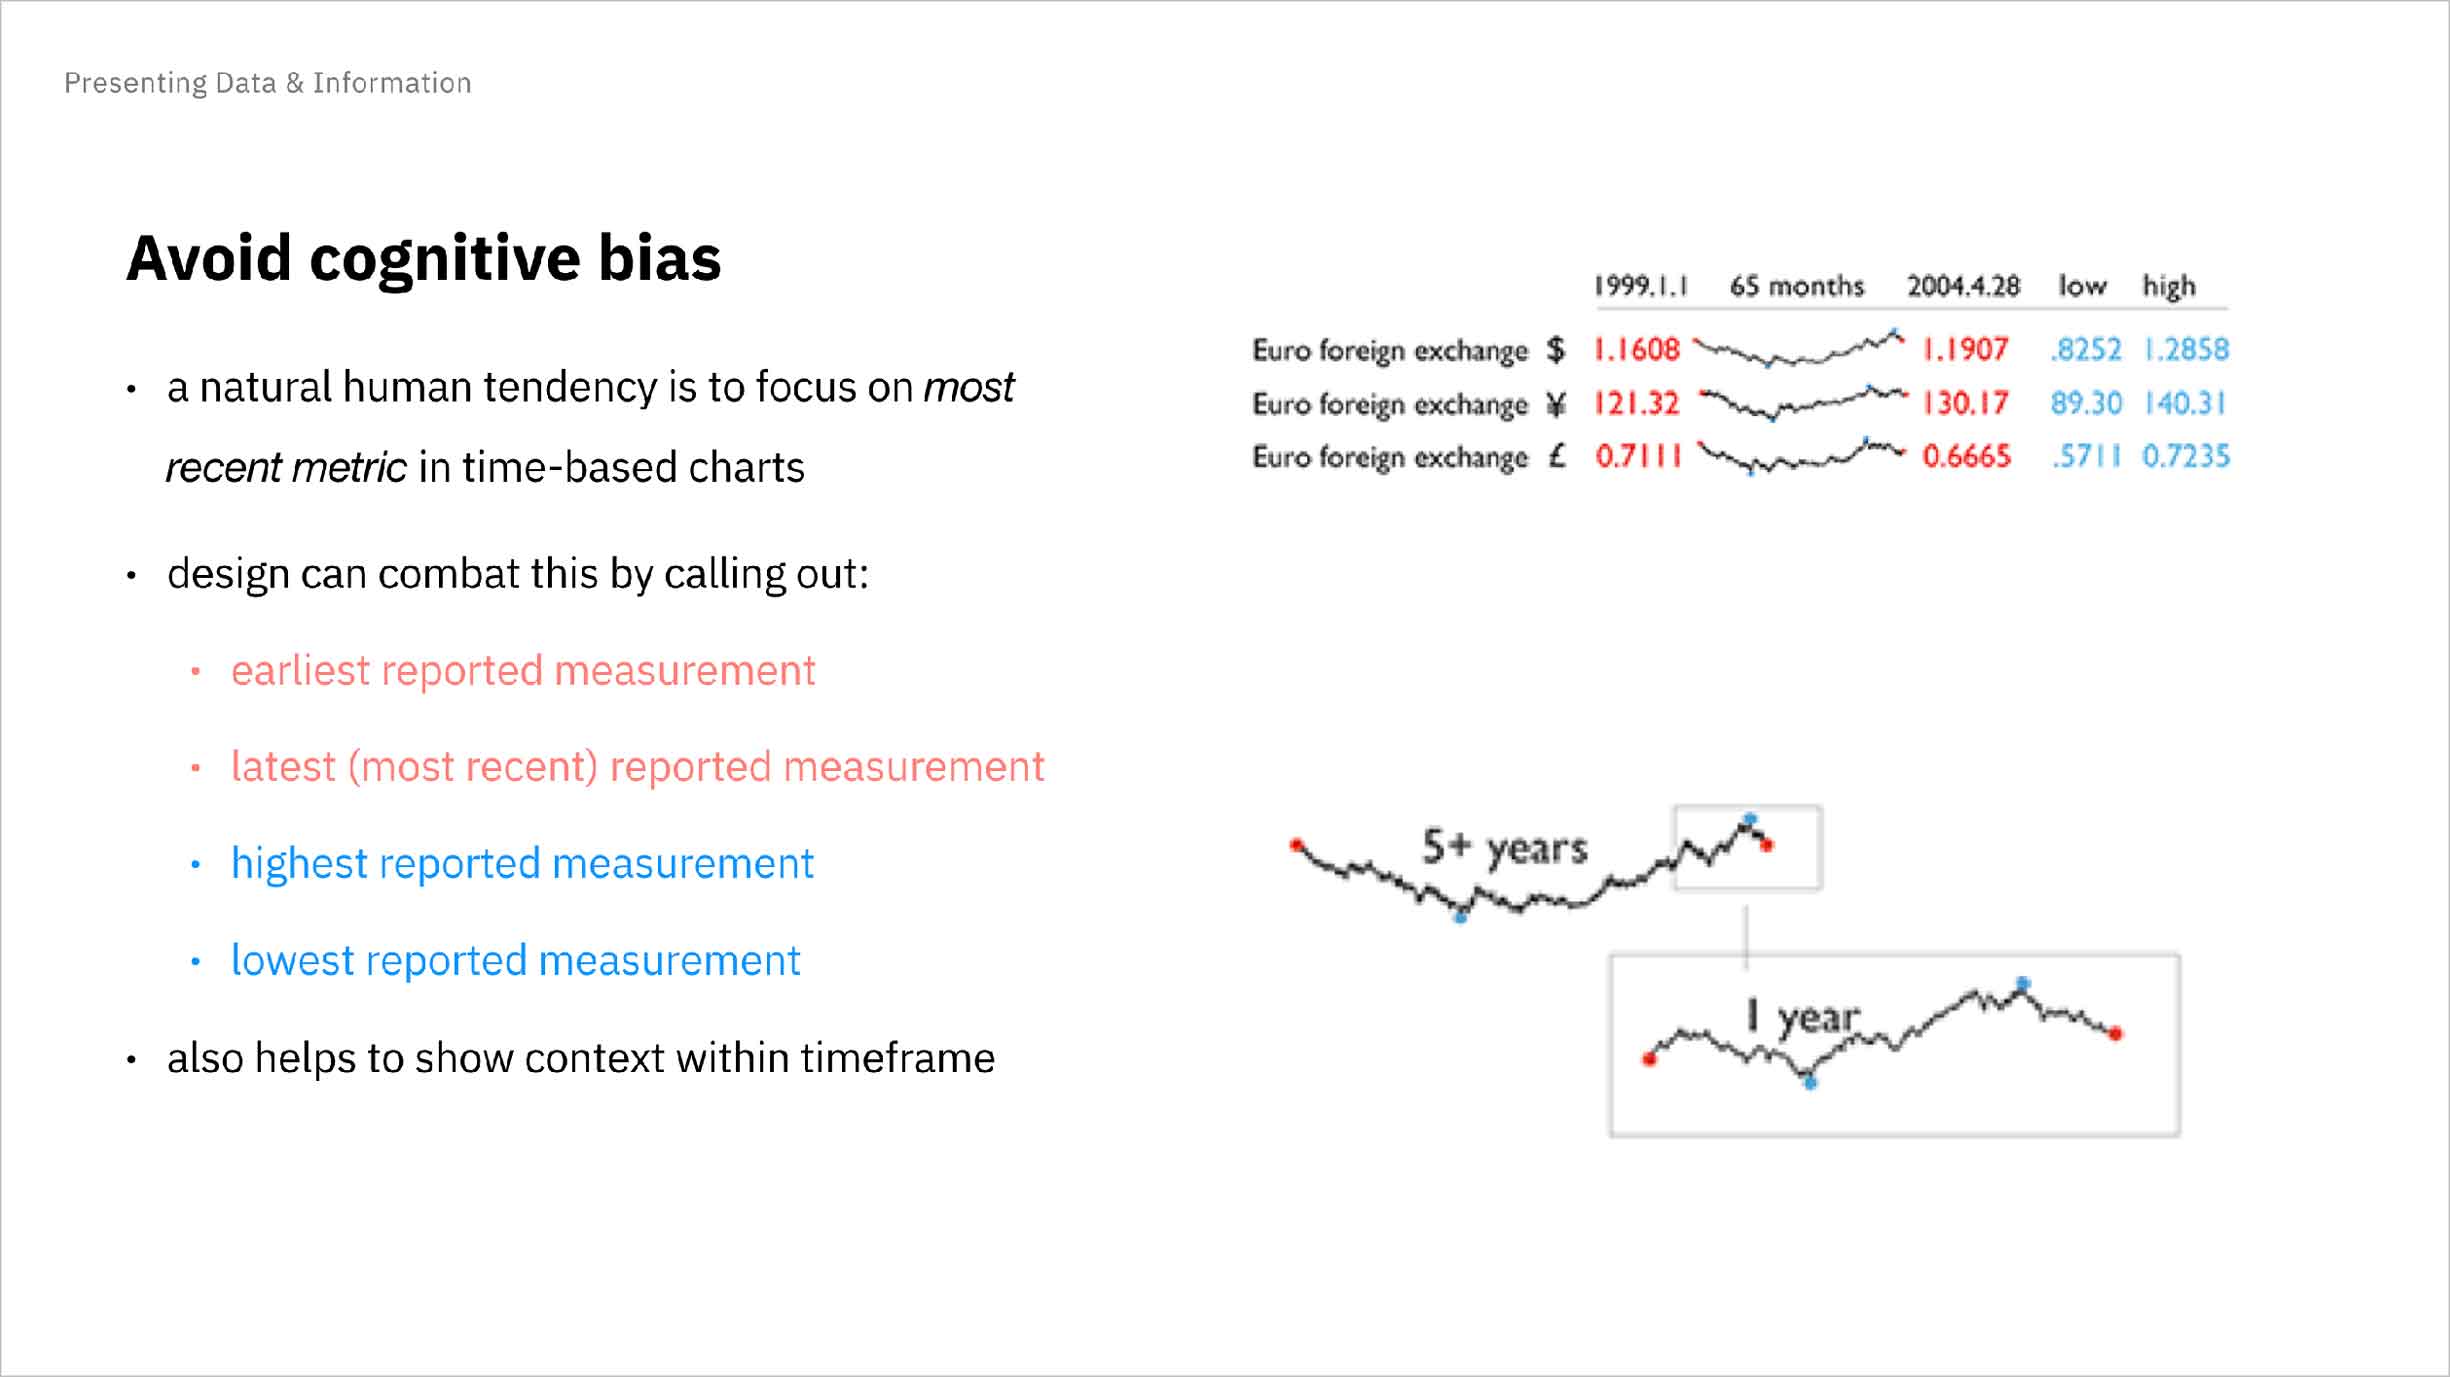 Presenting Data & Information
Avoid cognitive bias
• a natural human tendency is to focus on most
recent metric in time-based charts
• design can combat this by calling out:
• earliest reported measurement
• latest (most recent) reported measurement
• highest reported measurement
• lowest reported measurement
• also helps to show context within timeframe
1999.1.1 65 months 2004.4.28 low high
Euro foreign exchange $ 1.1608 1.1907 .8252 1.2858
Euro foreign exchange ¥ 121.32 130.17 89.30 140.31
Euro foreign exchange £ 0.7111 0.6665 .5711 0.7235
5+ years
1 year